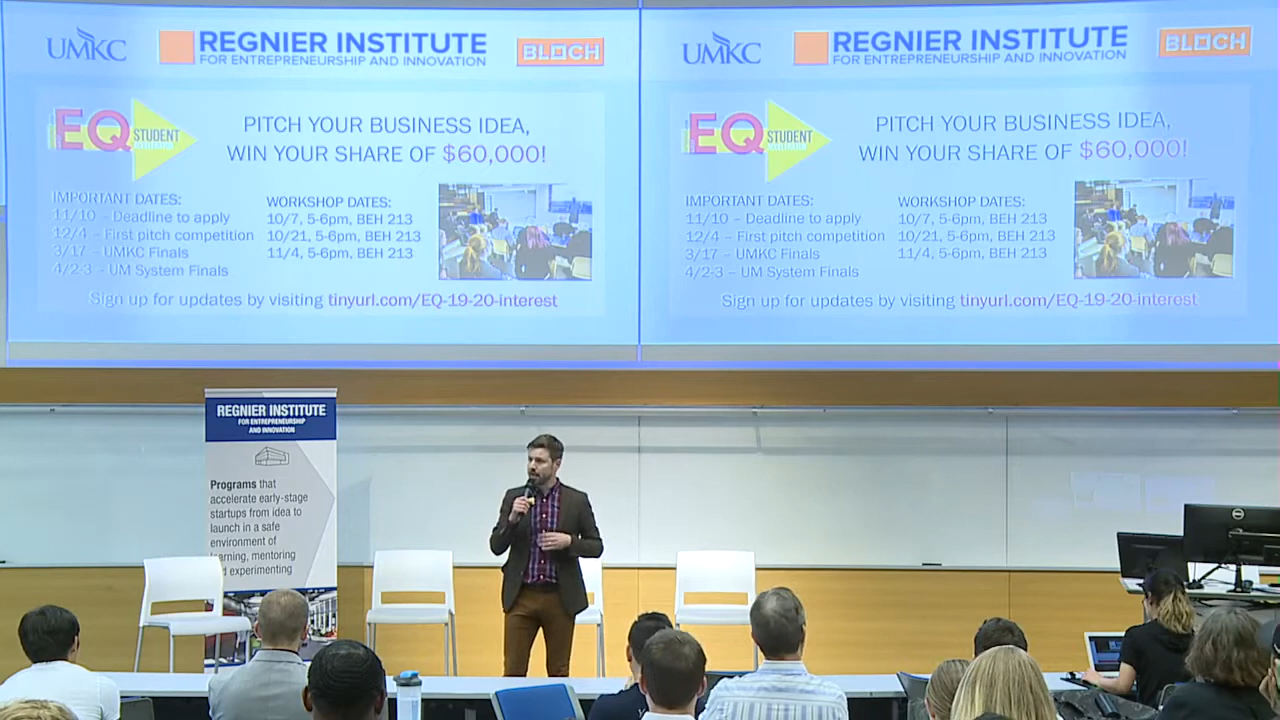 UMKC
REGNIER INSTITUTE
FOR ENTREPRENEURSHIP AND INNOVATION
BLOCH
EQ
STUDENT
PITCH YOUR BUSINESS IDEA,
WIN YOUR SHARE OF $60,000!
IMPORTANT DATES:
11/10 – Deadline to apply
12/4 – First pitch competition
3/17 – UMKC Finals
4/2-3 – UM System Finals
WORKSHOP DATES:
10/7, 5-6pm, BEH 213
10/21, 5-6pm, BEH 213
11/4, 5-6pm, BEH 213
Sign up for updates by visiting tinyurl.com/EQ-19-20-interest
UMKC
REGNIER INSTITUTE
FOR ENTREPRENEURSHIP AND INNOVATION
BLOCH
EQ
STUDENT
PITCH YOUR BUSINESS IDEA,
WIN YOUR SHARE OF $60,000!
IMPORTANT DATES:
11/10 – Deadline to apply
12/4 – First pitch competition
3/17 – UMKC Finals
4/2-3 – UM System Finals
WORKSHOP DATES:
10/7, 5-6pm, BEH 213
10/21, 5-6pm, BEH 213
11/4, 5-6pm, BEH 213
Sign up for updates by visiting tinyurl.com/EQ-19-20-interest
REGNIER INSTITUTE
FOR ENTREPRENEURSHIP
AND INNOVATION
Programs that
accelerate early-stage
startups from idea to
launch in a safe
environment of
learning, mentoring
and experimenting
DELL